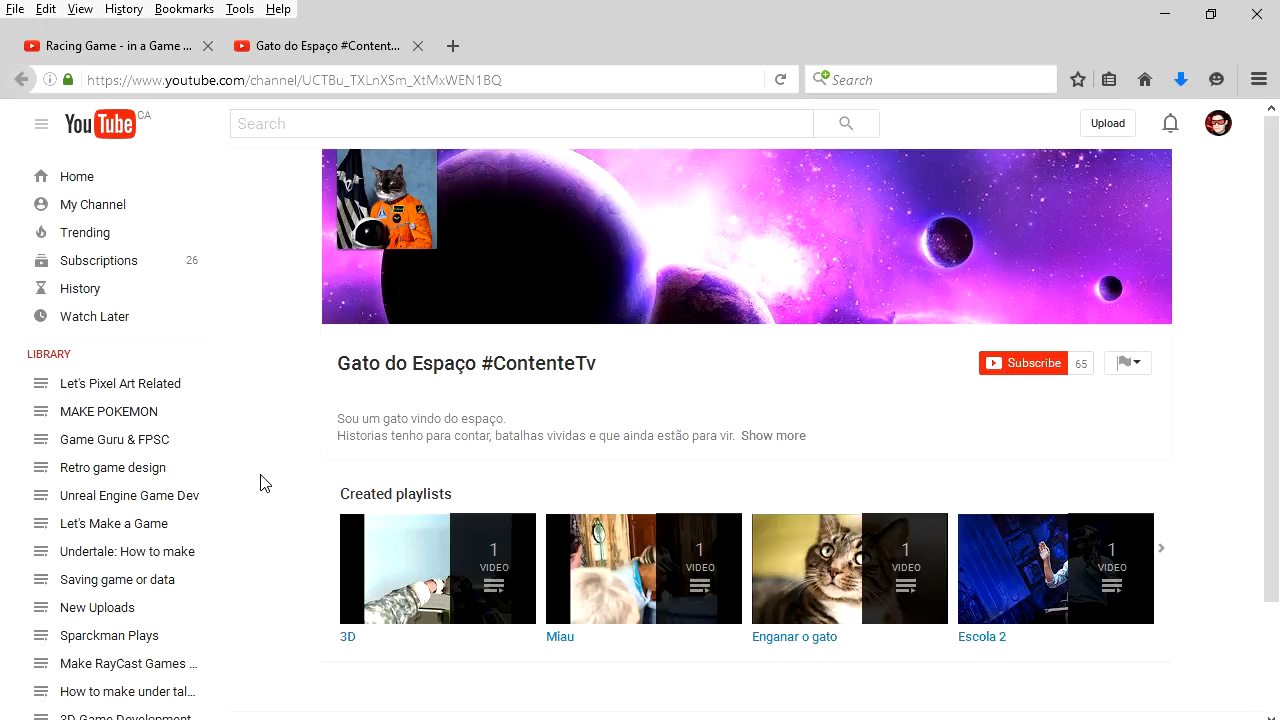 File Edit View History Bookmarks Tools Help
Racing Game - in a Game ...
Gato do Espaço #Content...
https://www.youtube.com/channel/UCTBu_TXLnXSm_XtMxWEN1BQ
Search
YouTube CA
Search
Upload
Home
My Channel
Trending
Subscriptions 26
History
Watch Later
LIBRARY
Let's Pixel Art Related
MAKE POKEMON
Game Guru & FPSC
Retro game design
Unreal Engine Game Dev
Let's Make a Game
Undertale: How to make
Saving game or data
New Uploads
Sparckman Plays
Make RayCast Games ...
How to make under tal...
3D Game Development
Gato do Espaço #ContenteTv
Subscribe 65
Sou um gato vindo do espaço.
Historias tenho para contar, batalhas vividas e que ainda estão para vir. Show more
Created playlists
1
VIDEO
3D
1
VIDEO
Miau
1
VIDEO
Enganar o gato
1
VIDEO
Escola 2